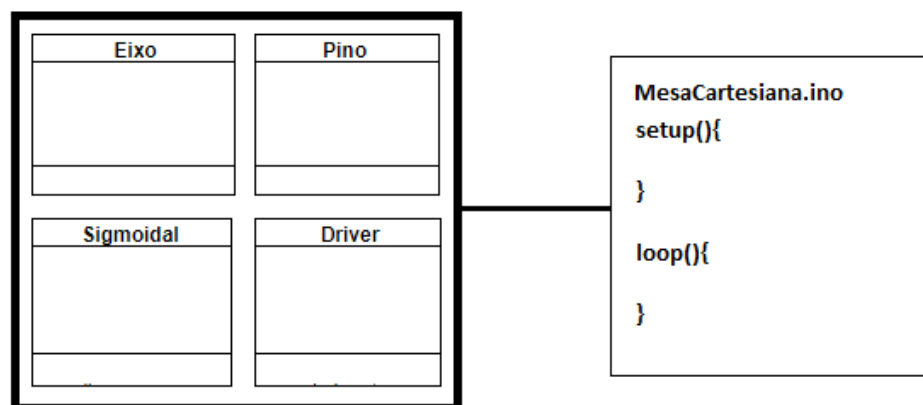 Eixo
Pino
Sigmoidal
Driver
MesaCartesiana.ino
setup(){
}
loop(){
}